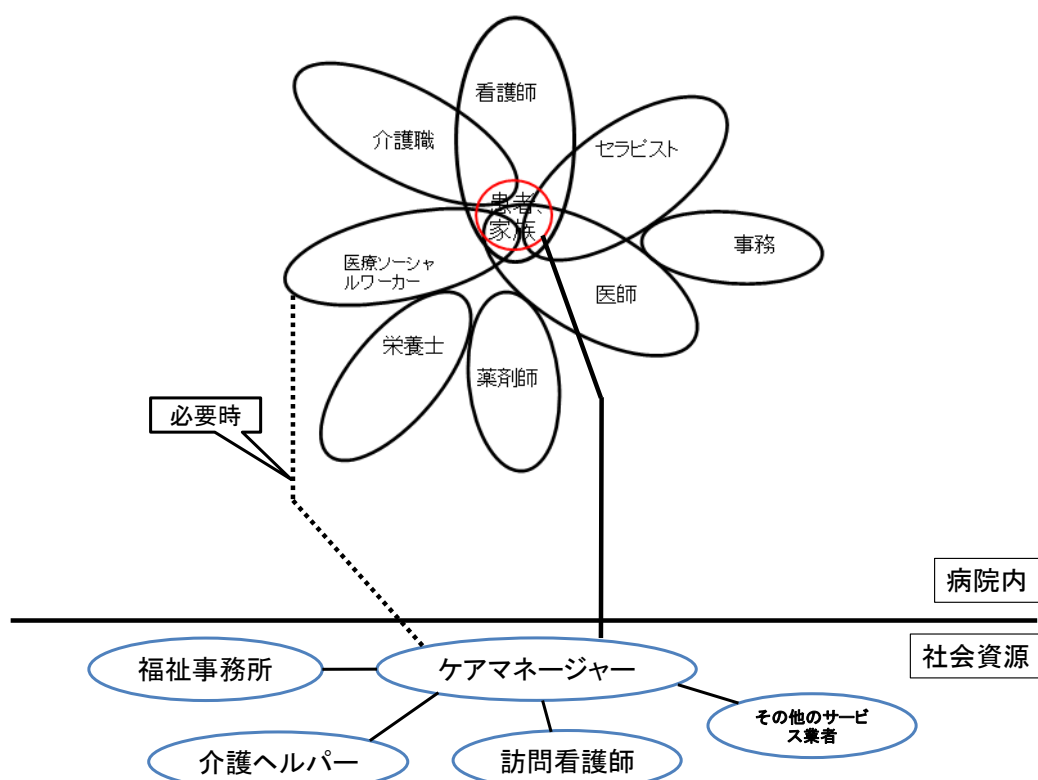 看護師
介護職
セラピスト
患者、
家族
事務
医療ソーシャ
ルワーカー
医師
栄養士
薬剤師
必要時
病院内
社会資源
福祉事務所
ケアマネージャー
その他のサービ
ス業者
介護ヘルパー
訪問看護師